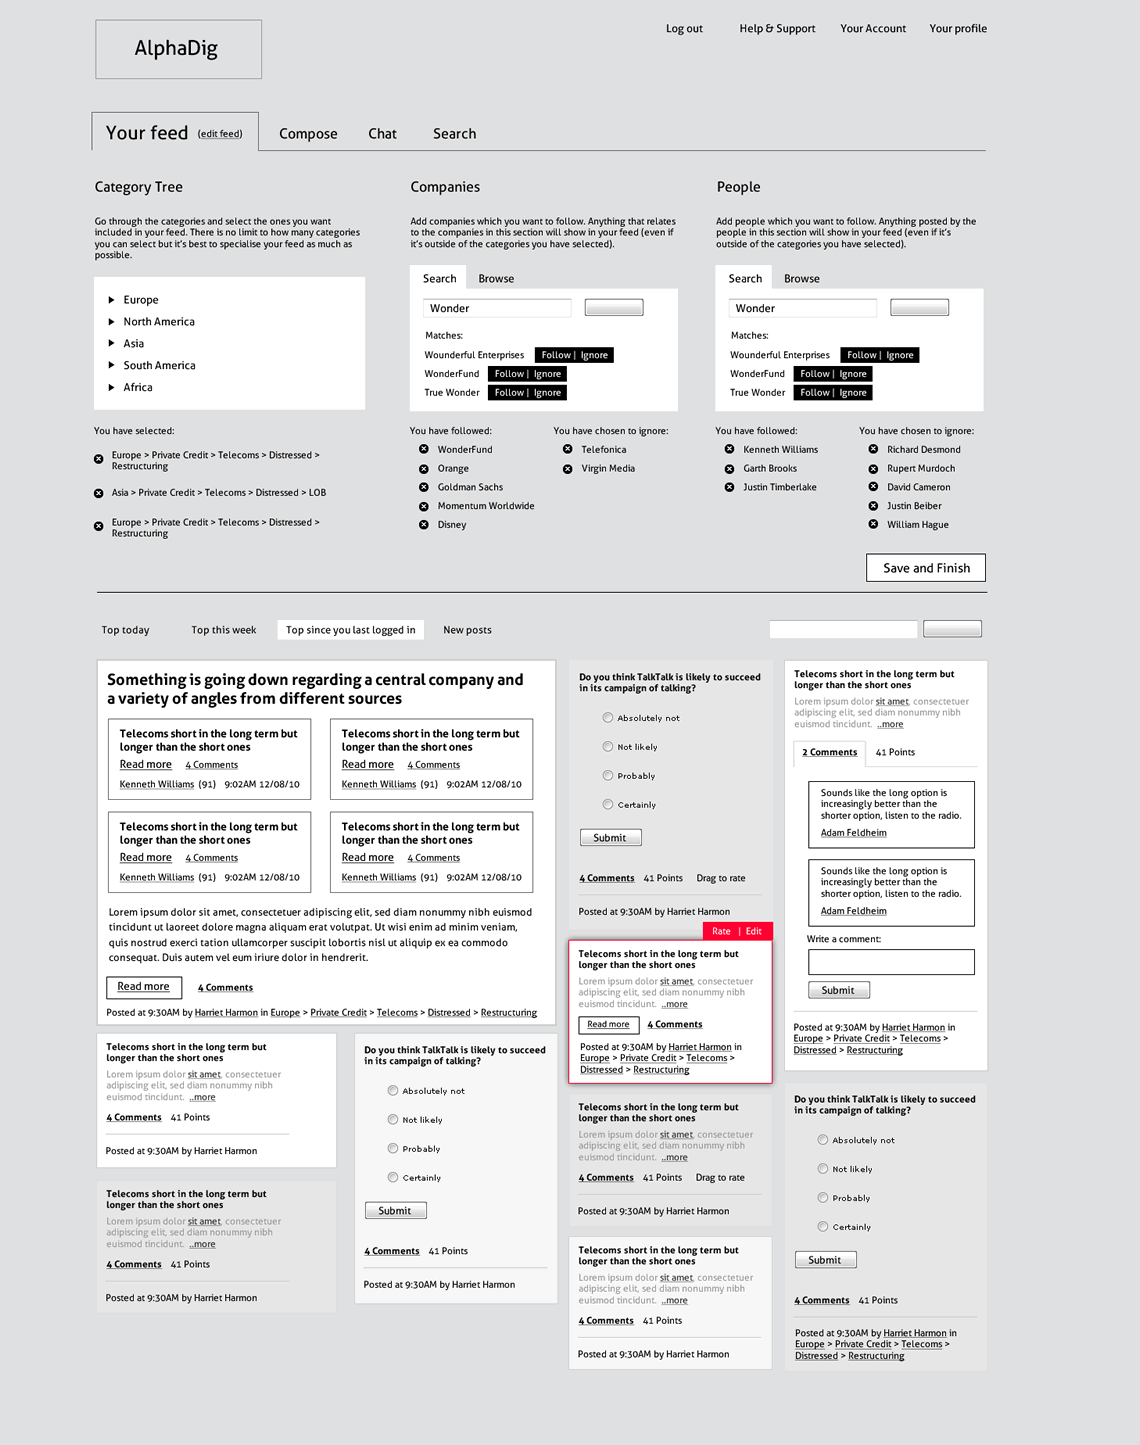 AlphaDig
Log out
Help & Support
Your Account
Your profile
Your feed (edit feed)
Compose
Chat
Search
Category Tree
Go through the categories and select the ones you want
included in your feed. There is no limit to how many categories
you can select but it's best to specialise your feed as much as
possible.
Europe
North America
Asia
South America
Africa
You have selected:
Europe > Private Credit > Telecoms > Distressed >
Restructuring
Asia > Private Credit > Telecoms > Distressed > LOB
Europe > Private Credit > Telecoms > Distressed >
Restructuring
Companies
Add companies which you want to follow. Anything that relates
to the companies in this section will show in your feed (even if
it's outside of the categories you have selected).
Search
Browse
Wonder
Matches:
Wounderful Enterprises Follow | Ignore
WonderFund Follow | Ignore
True Wonder Follow | Ignore
You have followed:
WonderFund
Orange
Goldman Sachs
Momentum Worldwide
Disney
You have chosen to ignore:
Telefonica
Virgin Media
People
Add people which you want to follow. Anything posted by the
people in this section will show in your feed (even if it's
outside of the categories you have selected).
Search
Browse
Wonder
Matches:
Wounderful Enterprises Follow | Ignore
WonderFund Follow | Ignore
True Wonder Follow | Ignore
You have followed:
Kenneth Williams
Garth Brooks
Justin Timberlake
You have chosen to ignore:
Richard Desmond
Rupert Murdoch
David Cameron
Justin Beiber
William Hague
Save and Finish
Top today
Top this week
Top since you last logged in
New posts
Something is going down regarding a central company and
a variety of angles from different sources
Telecoms short in the long term but
longer than the short ones
Read more 4 Comments
Kenneth Williams (91) 9:02AM 12/08/10
Telecoms short in the long term but
longer than the short ones
Read more 4 Comments
Kenneth Williams (91) 9:02AM 12/08/10
Telecoms short in the long term but
longer than the short ones
Read more 4 Comments
Kenneth Williams (91) 9:02AM 12/08/10
Telecoms short in the long term but
longer than the short ones
Read more 4 Comments
Kenneth Williams (91) 9:02AM 12/08/10
Lorem ipsum dolor sit amet, consectetuer adipiscing elit, sed diam nonummy nibh euismod
tincidunt ut laoreet dolore magna aliquam erat volutpat. Ut wisi enim ad minim veniam,
quis nostrud exerci tation ullamcorper suscipit lobortis nisl ut aliquip ex ea commodo
consequat. Duis autem vel eum iriure dolor in hendrerit.
Read more 4 Comments
Posted at 9:30AM by Harriet Harmon in Europe > Private Credit > Telecoms > Distressed > Restructuring
Telecoms short in the long term but
longer than the short ones
Lorem ipsum dolor sit amet, consectetuer
adipiscing elit, sed diam nonummy nibh
euismod tincidunt. ..more
4 Comments 41 Points
Posted at 9:30AM by Harriet Harmon
Telecoms short in the long term but
longer than the short ones
Lorem ipsum dolor sit amet, consectetuer
adipiscing elit, sed diam nonummy nibh
euismod tincidunt. ..more
4 Comments 41 Points
Posted at 9:30AM by Harriet Harmon
Do you think TalkTalk is likely to succeed
in its campaign of talking?
Absolutely not
Not likely
Probably
Certainly
Submit
4 Comments 41 Points
Posted at 9:30AM by Harriet Harmon
Do you think TalkTalk is likely to succeed
in its campaign of talking?
Absolutely not
Not likely
Probably
Certainly
Submit
4 Comments 41 Points Drag to rate
Posted at 9:30AM by Harriet Harmon
Rate | Edit
Telecoms short in the long term but
longer than the short ones
Lorem ipsum dolor sit amet, consectetuer
adipiscing elit, sed diam nonummy nibh
euismod tincidunt. ..more
Read more 4 Comments
Posted at 9:30AM by Harriet Harmon in
Europe > Private Credit > Telecoms >
Distressed > Restructuring
Telecoms short in the long term but
longer than the short ones
Lorem ipsum dolor sit amet, consectetuer
adipiscing elit, sed diam nonummy nibh
euismod tincidunt. ..more
4 Comments 41 Points Drag to rate
Posted at 9:30AM by Harriet Harmon
Telecoms short in the long term but
longer than the short ones
Lorem ipsum dolor sit amet, consectetuer
adipiscing elit, sed diam nonummy nibh
euismod tincidunt. ..more
4 Comments 41 Points
Posted at 9:30AM by Harriet Harmon
Telecoms short in the long term but
longer than the short ones
Lorem ipsum dolor sit amet, consectetuer
adipiscing elit, sed diam nonummy nibh
euismod tincidunt. ..more
2 Comments 41 Points
Sounds like the long option is
increasingly better than the
shorter option, listen to the radio.
Adam Feldheim
Sounds like the long option is
increasingly better than the
shorter option, listen to the radio.
Adam Feldheim
Write a comment:
Submit
Posted at 9:30AM by Harriet Harmon in
Europe > Private Credit > Telecoms >
Distressed > Restructuring
Do you think TalkTalk is likely to succeed
in its campaign of talking?
Absolutely not
Not likely
Probably
Certainly
Submit
4 Comments 41 Points
Posted at 9:30AM by Harriet Harmon in
Europe > Private Credit > Telecoms >
Distressed > Restructuring